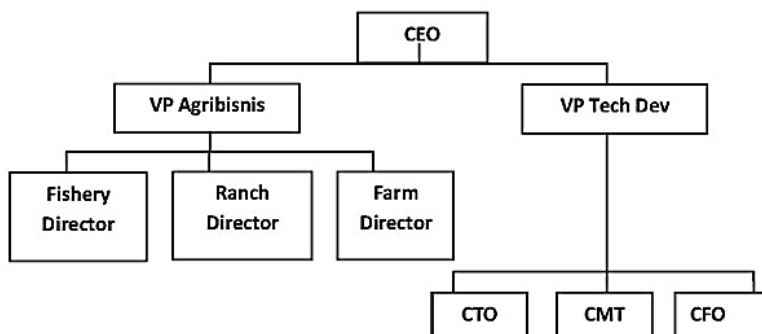 CEO
VP Agribisnis
VP Tech Dev
Fishery
Director
Ranch
Director
Farm
Director
CTO
CMT
CFO